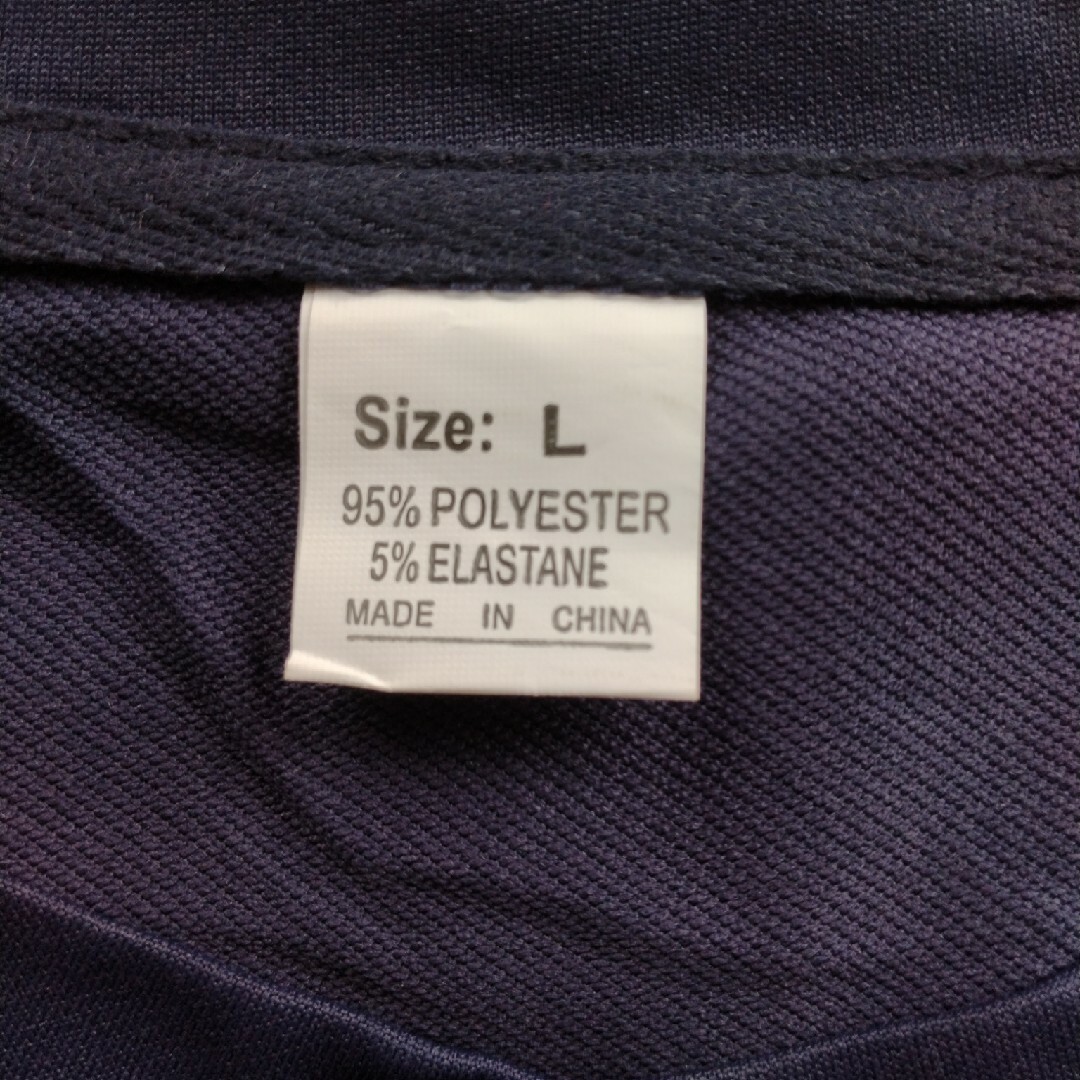 Size: L
95% POLYESTER
5% ELASTANE
MADE IN CHINA